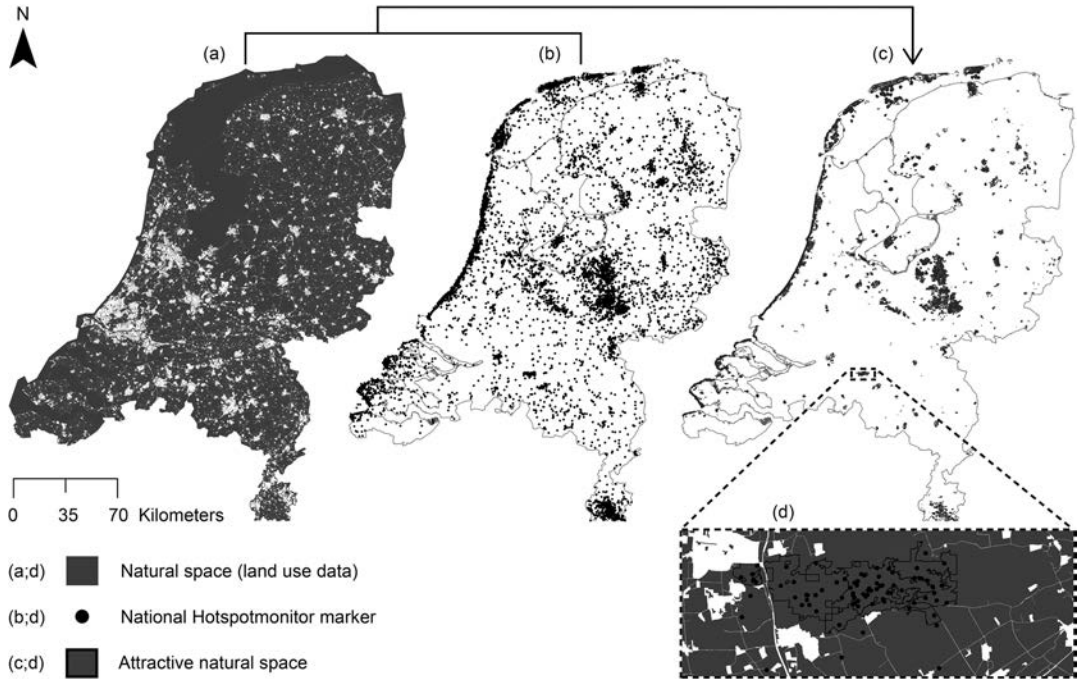 N
(a)
(b)
(c)
(d)
0 35 70 Kilometers
(a;d) Natural space (land use data)
(b;d) National Hotspotmonitor marker
(c;d) Attractive natural space